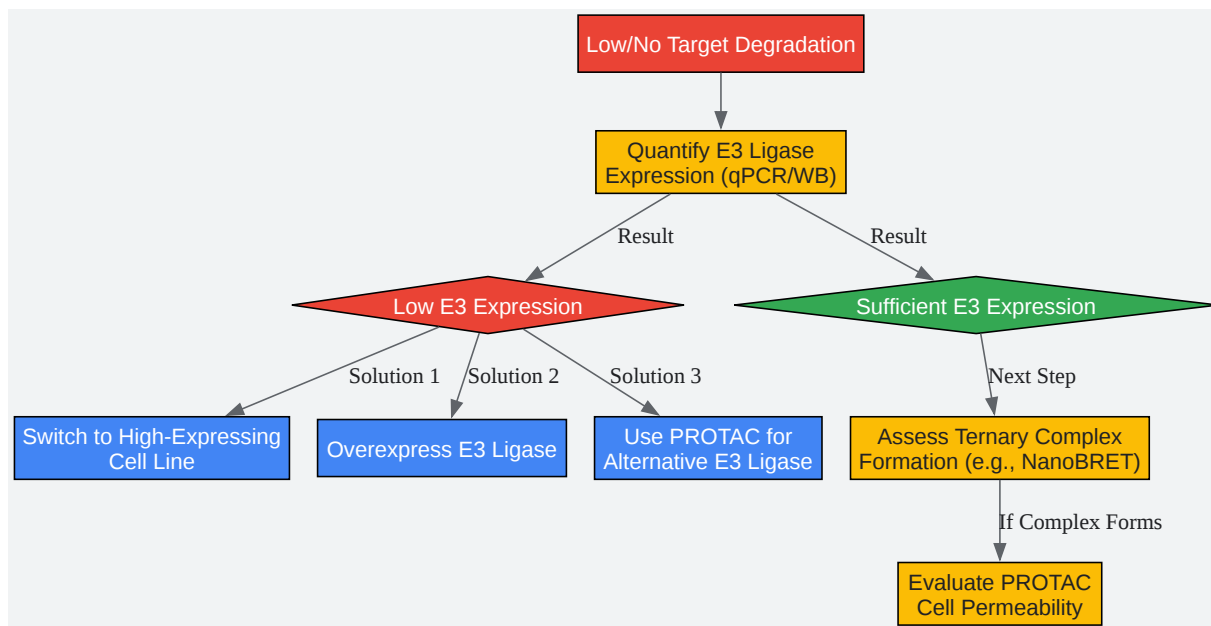 Low/No Target Degradation
Quantify E3 Ligase
Expression (qPCR/WB)
Result
Result
Low E3 Expression
Sufficient E3 Expression
Solution 1
Solution 2
Solution 3
Next Step
Switch to High-Expressing
Cell Line
Overexpress E3 Ligase
Use PROTAC for
Alternative E3 Ligase
Assess Ternary Complex
Formation (e.g., NanoBRET)
If Complex Forms
Evaluate PROTAC
Cell Permeability